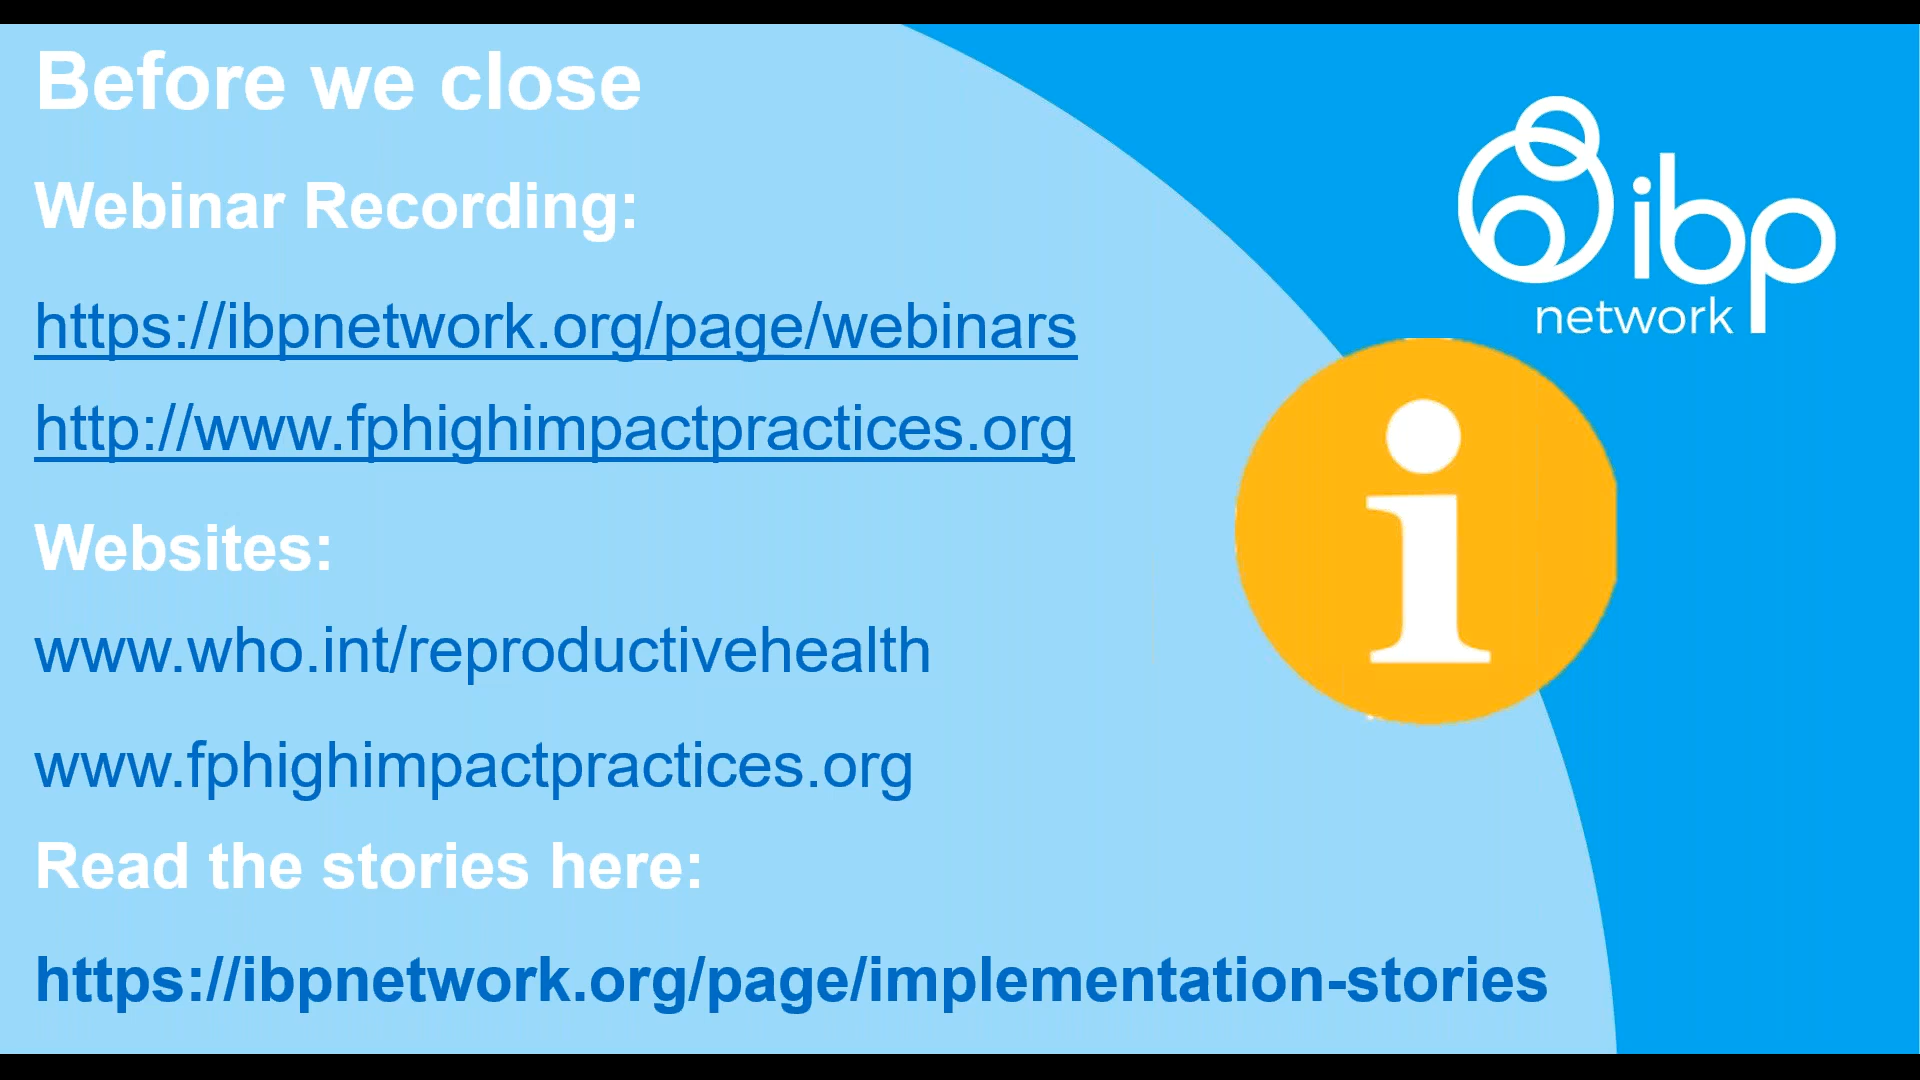 Before we close
Webinar Recording:
https://ibpnetwork.org/page/webinars
http://www.fphighimpactpractices.org
Websites:
www.who.int/reproductivehealth
www.fphighimpactpractices.org
Read the stories here:
https://ibpnetwork.org/page/implementation-stories
ibp
network
i